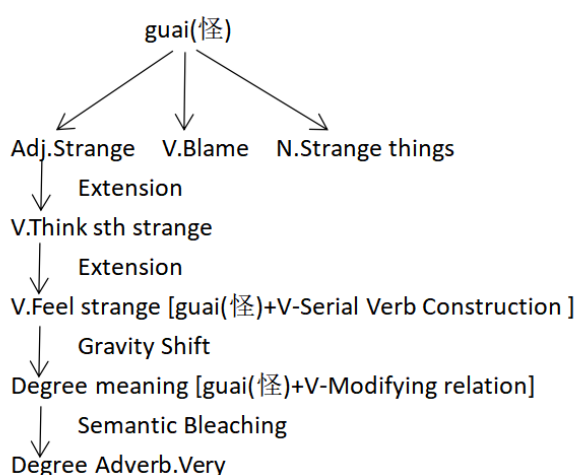 guai(怪)
Adj.Strange V.Blame N.Strange things
Extension
V.Think sth strange
Extension
V.Feel strange [guai(怪)+V-Serial Verb Construction ]
Gravity Shift
Degree meaning [guai(怪)+V-Modifying relation]
Semantic Bleaching
Degree Adverb.Very